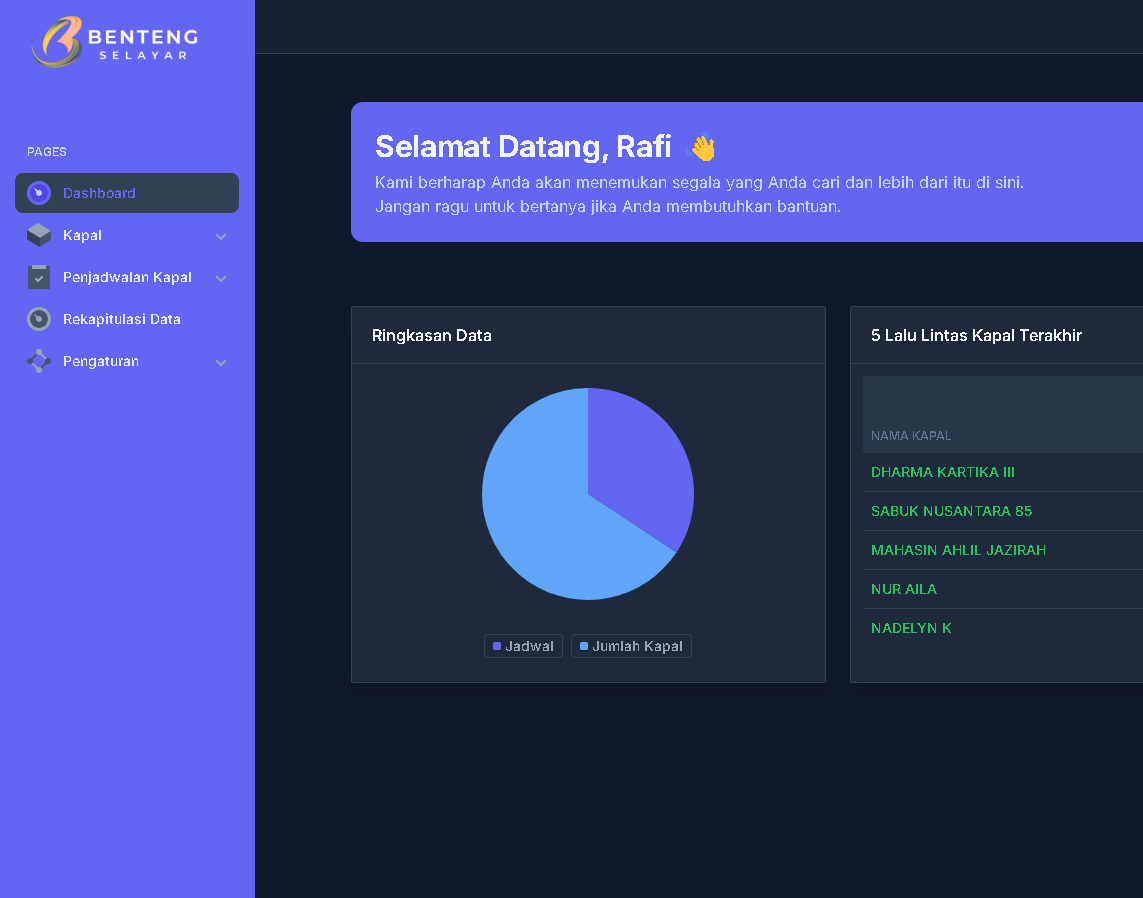 BENTENG
SELAYAR
PAGES
Dashboard
Kapal
Penjadwalan Kapal
Rekapitulasi Data
Pengaturan
Selamat Datang, Rafi 👋
Kami berharap Anda akan menemukan segala yang Anda cari dan lebih dari itu di sini.
Jangan ragu untuk bertanya jika Anda membutuhkan bantuan.
Ringkasan Data
Jadwal
Jumlah Kapal
5 Lalu Lintas Kapal Terakhir
NAMA KAPAL
DHARMA KARTIKA III
SABUK NUSANTARA 85
MAHASIN AHLIL JAZIRAH
NUR AILA
NADELYN K